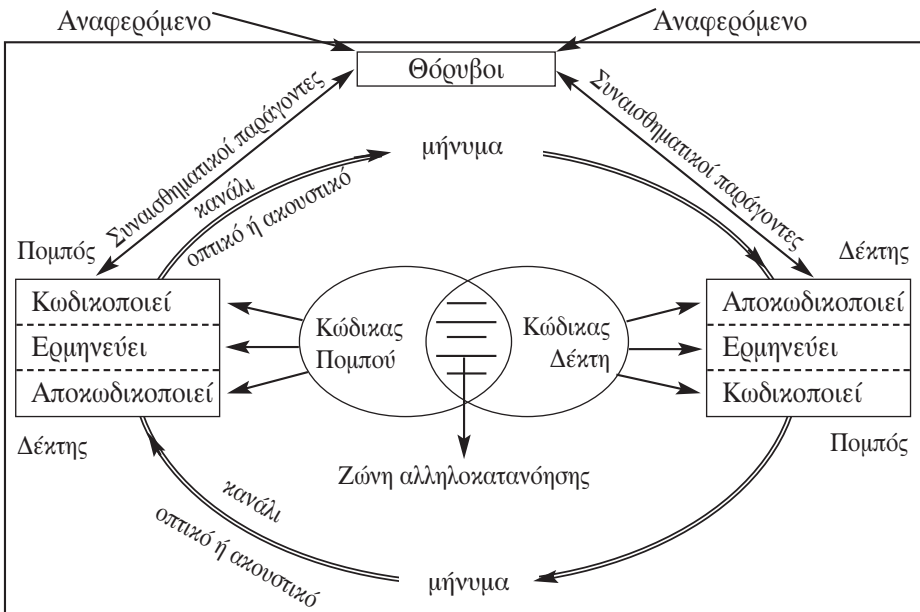 Αναφερόμενο
Αναφερόμενο
Θόρυβοι
Συναισθηματικοί παράγοντες
Συναισθηματικοί παράγοντες
μήνυμα
κανάλι
οπτικό ή ακουστικό
Πομπός
Δέκτης
Κωδικοποιεί
Ερμηνεύει
Αποκωδικοποιεί
Κώδικας
Πομπού
Κώδικας
Δέκτη
Αποκωδικοποιεί
Ερμηνεύει
Κωδικοποιεί
Δέκτης
Πομπός
Ζώνη αλληλοκατανόησης
κανάλι
οπτικό ή ακουστικό
μήνυμα